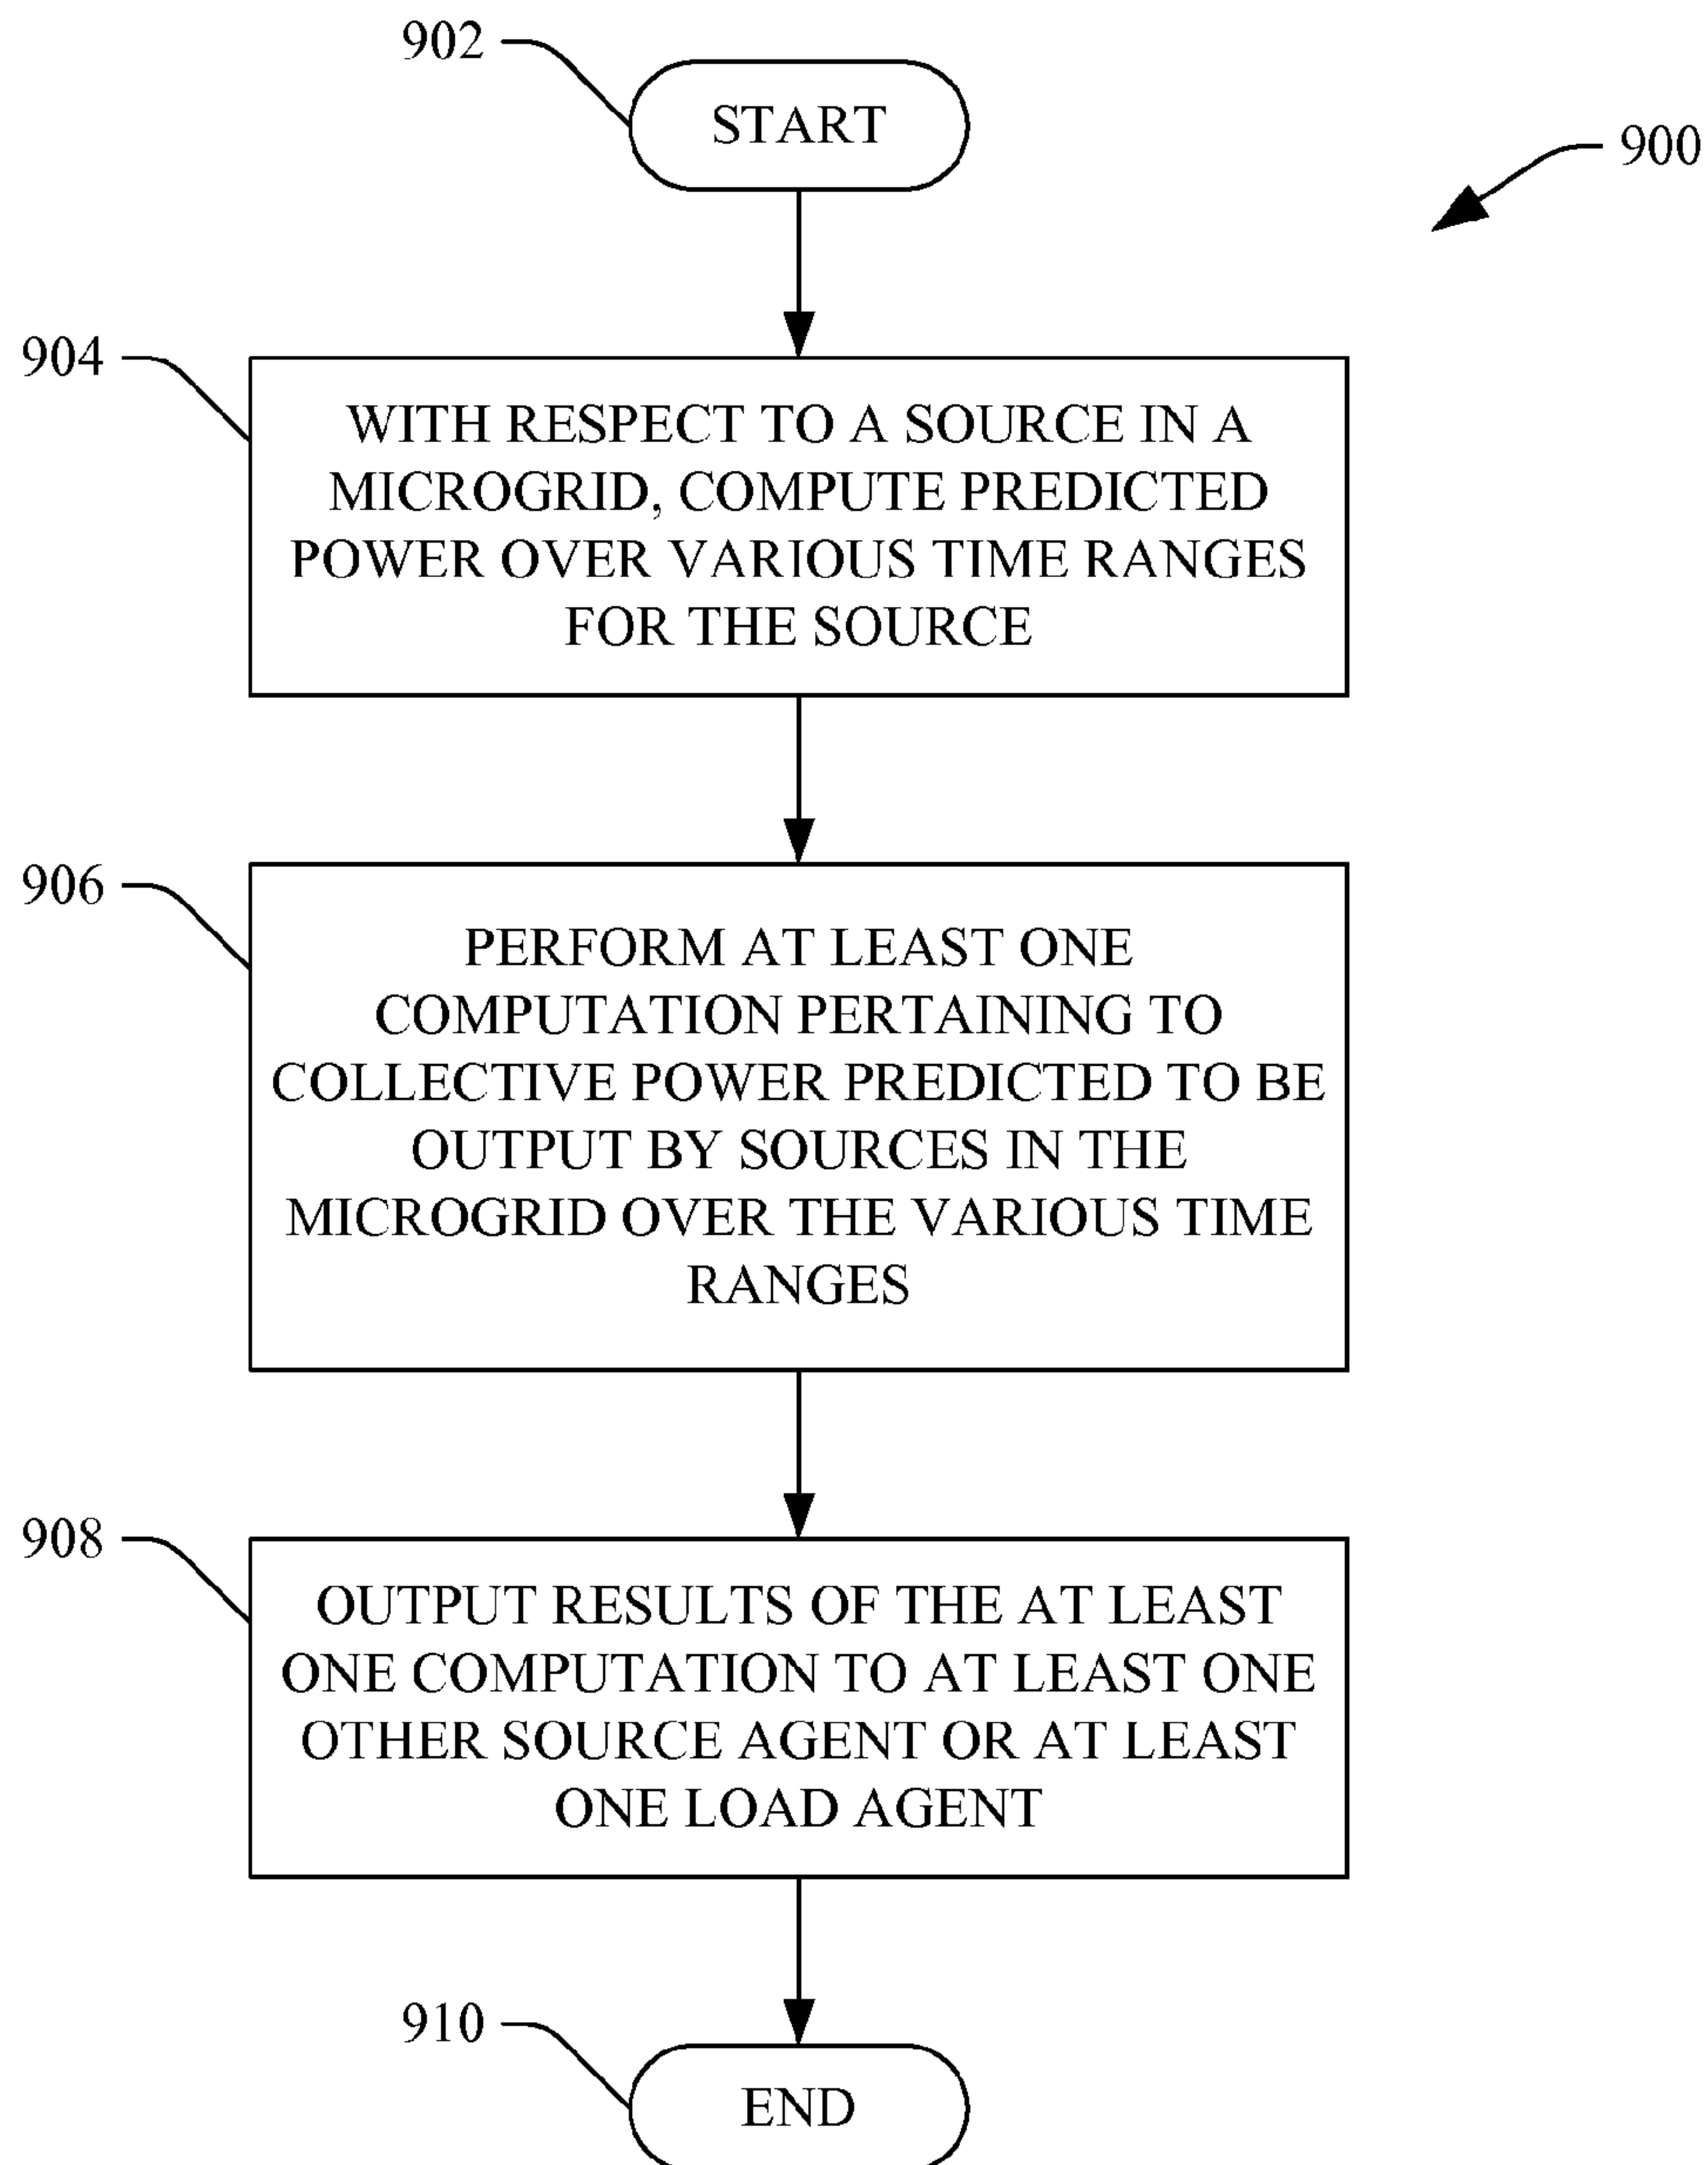 902
START
900
904
WITH RESPECT TO A SOURCE IN A
MICROGRID, COMPUTE PREDICTED
POWER OVER VARIOUS TIME RANGES
FOR THE SOURCE
906
PERFORM AT LEAST ONE
COMPUTATION PERTAINING TO
COLLECTIVE POWER PREDICTED TO BE
OUTPUT BY SOURCES IN THE
MICROGRID OVER THE VARIOUS TIME
RANGES
908
OUTPUT RESULTS OF THE AT LEAST
ONE COMPUTATION TO AT LEAST ONE
OTHER SOURCE AGENT OR AT LEAST
ONE LOAD AGENT
910
END